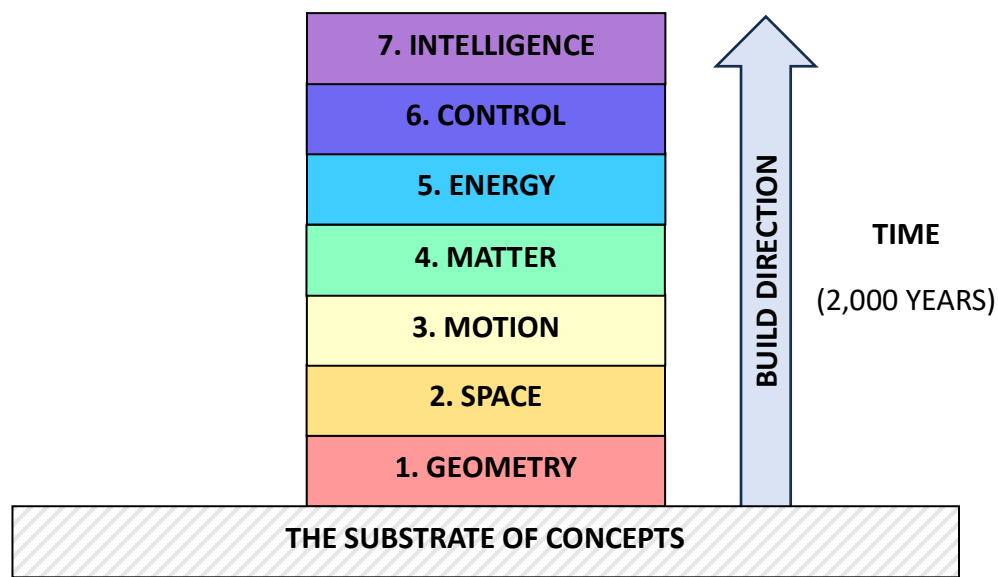 7. INTELLIGENCE
6. CONTROL
5. ENERGY
4. MATTER
3. MOTION
2. SPACE
1. GEOMETRY
THE SUBSTRATE OF CONCEPTS
BUILD DIRECTION
TIME
(2,000 YEARS)